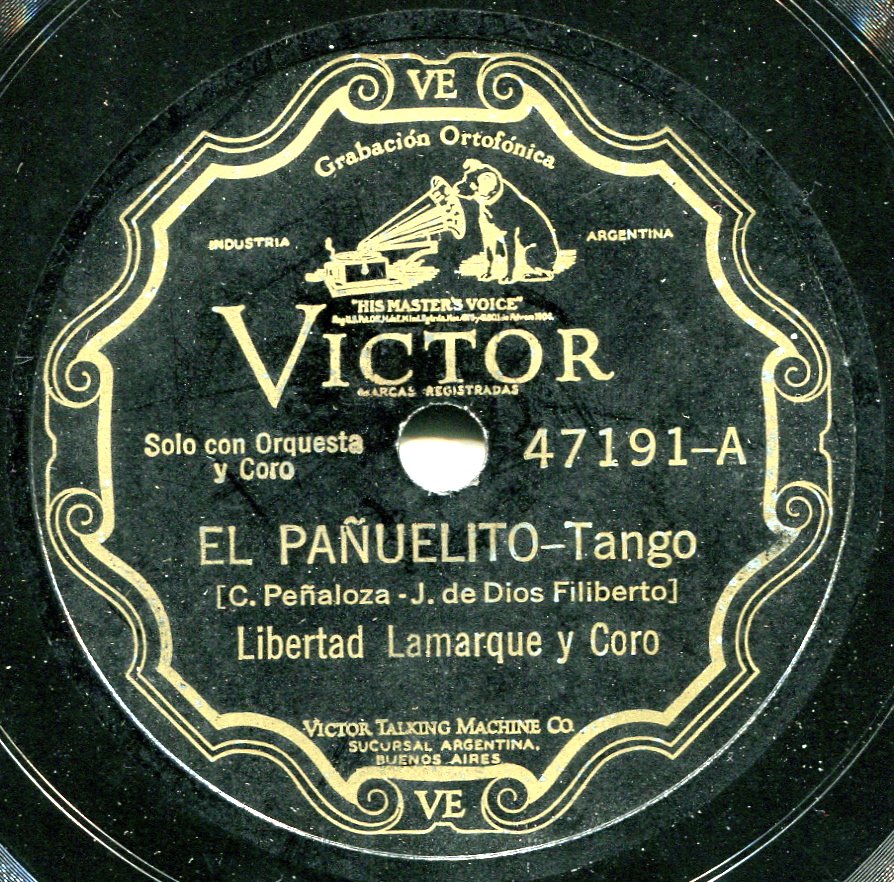 VE
Grabación Ortofónica
INDUSTRIA
ARGENTINA
"HIS MASTER'S VOICE"
VICTOR
MARCAS REGISTRADAS
Solo con Orquesta
y Coro
47191–A
EL PAÑUELITO–Tango
[C. Peñaloza - J. de Dios Filiberto]
Libertad Lamarque y Coro
VICTOR TALKING MACHINE CO.
SUCURSAL ARGENTINA,
BUENOS AIRES
VE